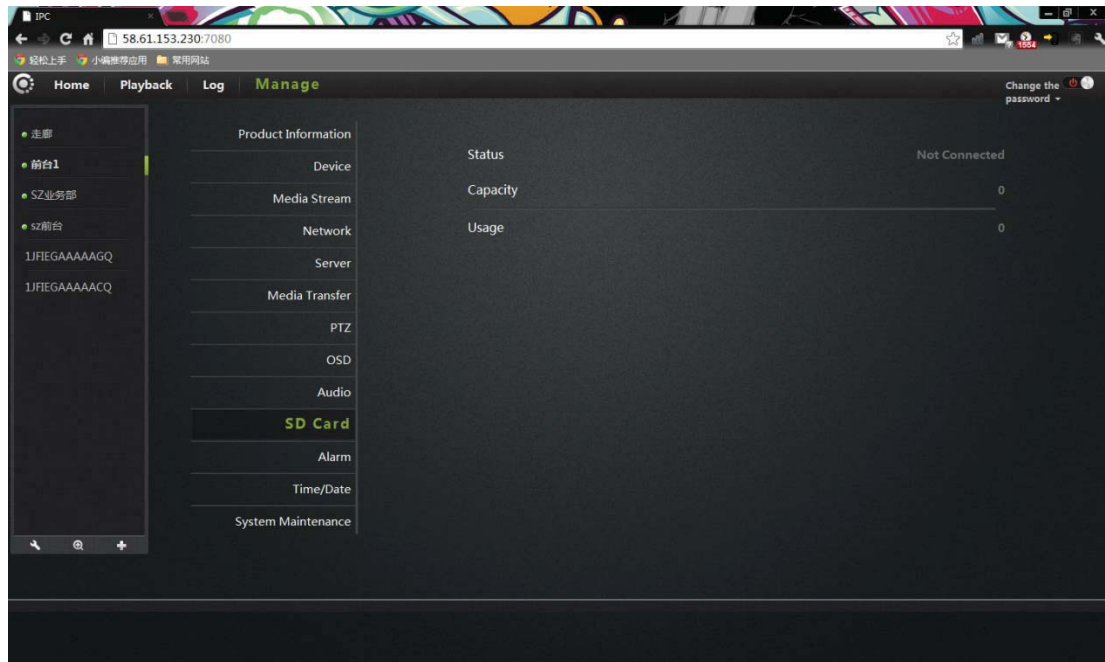 IPC
58.61.153.230:7080
1554
轻松上手 小编推荐应用 常用网站
Home Playback Log Manage
Change the
password
走廊
前台1
SZ业务部
sz前台
1JFIEGAAAAAGQ
1JFIEGAAAAACQ
Product Information
Device
Media Stream
Network
Server
Media Transfer
PTZ
OSD
Audio
SD Card
Alarm
Time/Date
System Maintenance
Status Not Connected
Capacity 0
Usage 0